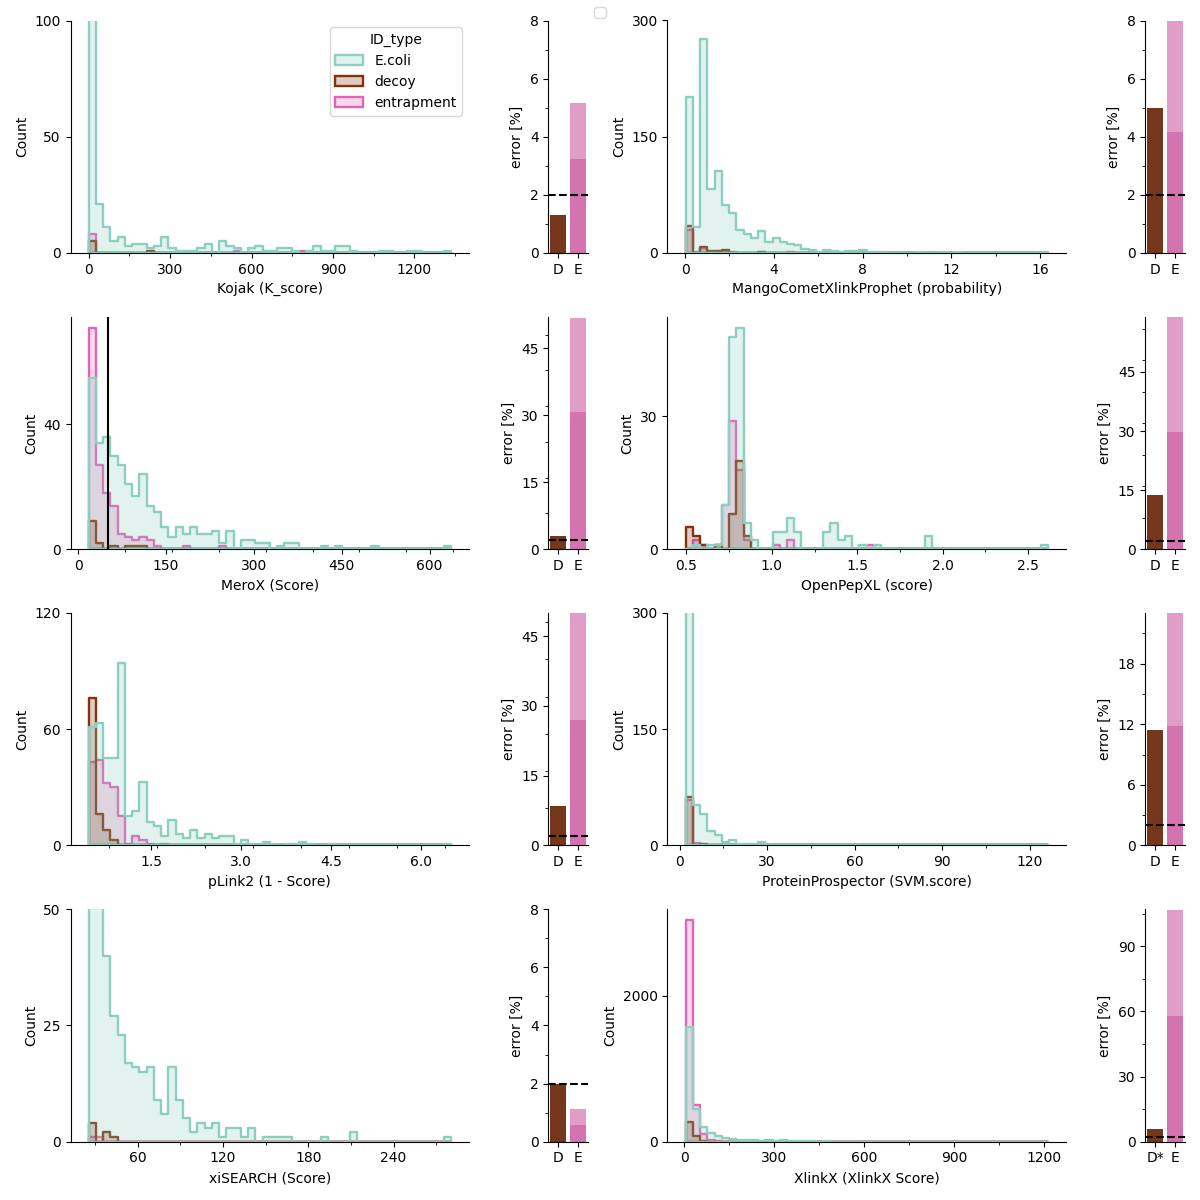 100
50
0
Count
0
300
600
900
1200
Kojak (K_score)
ID_type
E.coli
decoy
entrapment
8
6
4
2
0
error [%]
D
E
300
150
0
Count
0
4
8
12
16
MangoCometXlinkProphet (probability)
8
6
4
2
0
error [%]
D
E
40
0
Count
0
150
300
450
600
MeroX (Score)
45
30
15
0
error [%]
D
E
30
0
Count
0.5
1.0
1.5
2.0
2.5
OpenPepXL (score)
45
30
15
0
error [%]
D
E
120
60
0
Count
1.5
3.0
4.5
6.0
pLink2 (1 - Score)
45
30
15
0
error [%]
D
E
300
150
0
Count
0
30
60
90
120
ProteinProspector (SVM.score)
18
12
6
0
error [%]
D
E
50
25
0
Count
60
120
180
240
xiSEARCH (Score)
8
6
4
2
0
error [%]
D
E
2000
0
Count
0
300
600
900
1200
XlinkX (XlinkX Score)
90
60
30
0
error [%]
D*
E